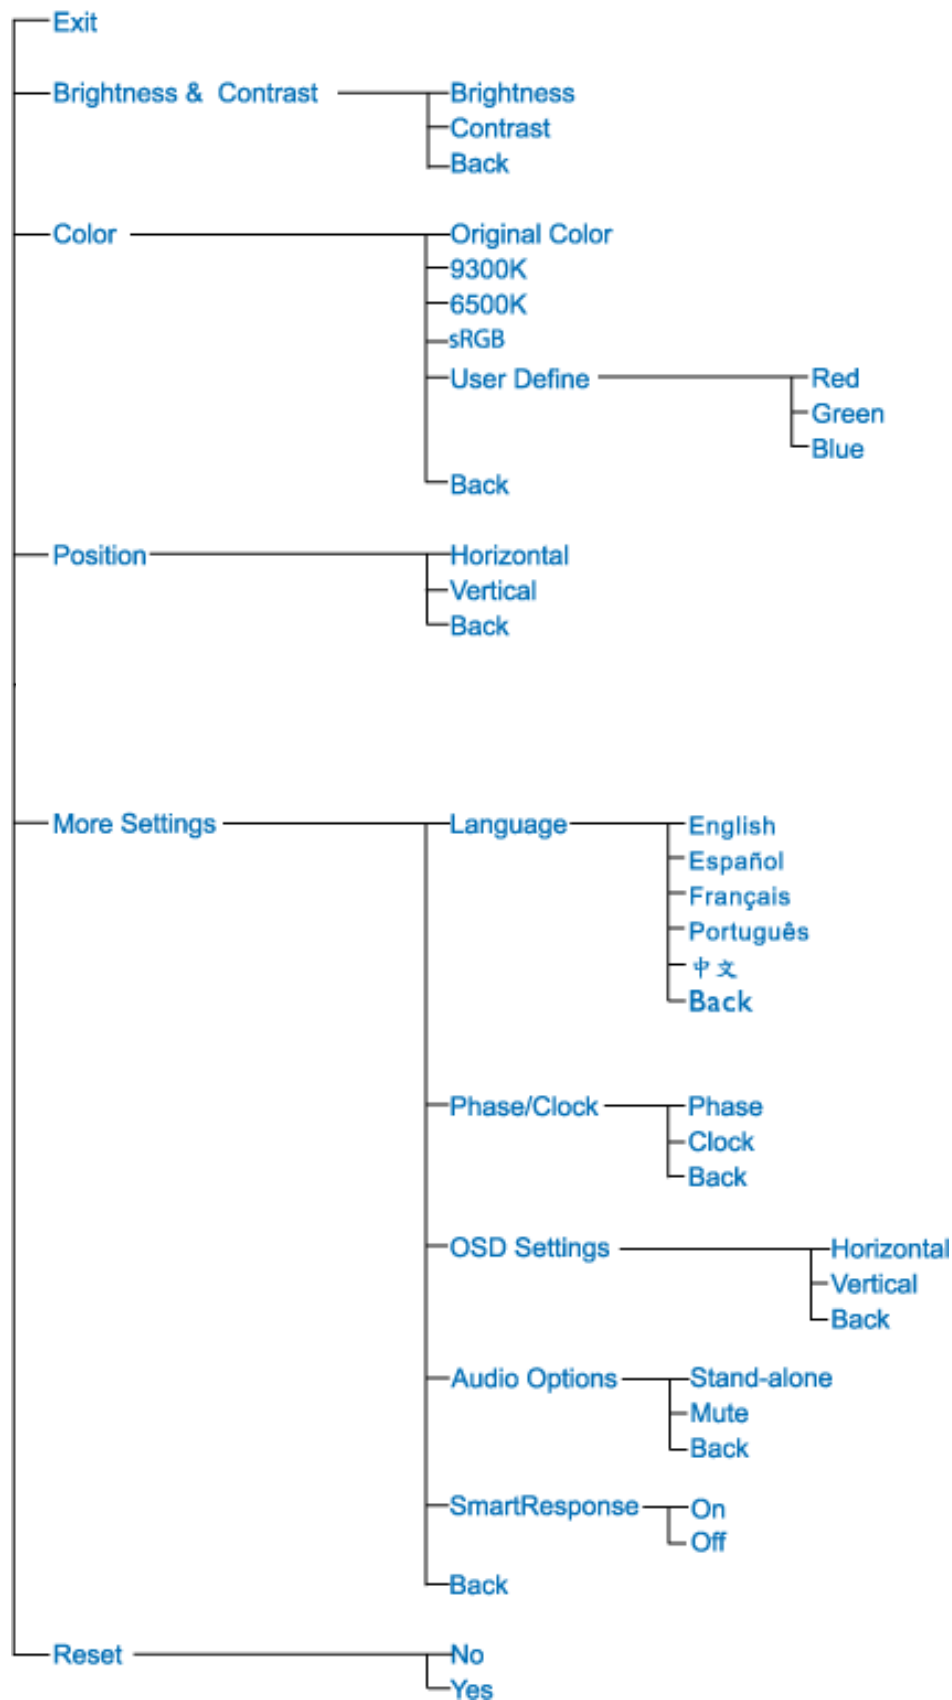 Exit
Brightness & Contrast Brightness
Contrast
Back
Color Original Color
9300K
6500K
sRGB
User Define Red
Green
Blue
Back
Position Horizontal
Vertical
Back
More Settings Language English
Español
Français
Português
中文
Back
Phase/Clock Phase
Clock
Back
OSD Settings Horizontal
Vertical
Back
Audio Options Stand-alone
Mute
Back
SmartResponse On
Off
Back
Reset No
Yes